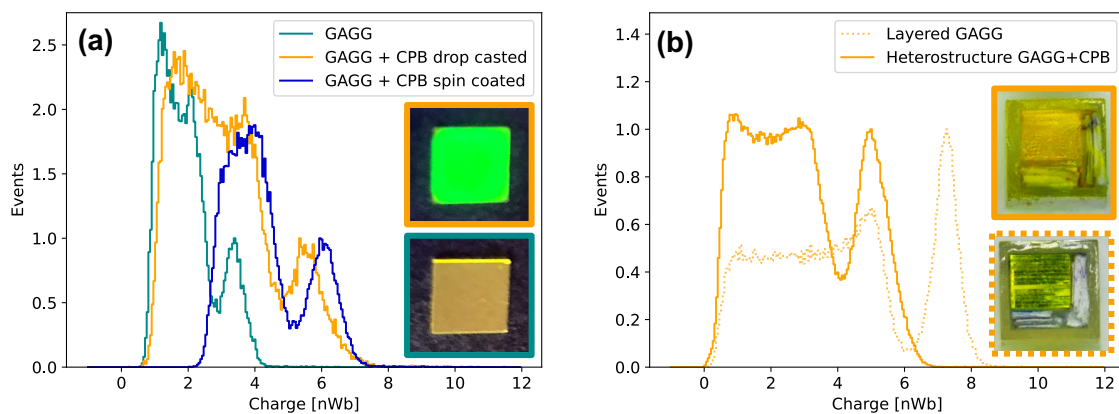 (a)
GAGG
GAGG + CPB drop casted
GAGG + CPB spin coated
Events
2.5
2.0
1.5
1.0
0.5
0.0
0 2 4 6 8 10 12
Charge [nWb]
(b)
Layered GAGG
Heterostructure GAGG+CPB
Events
1.4
1.2
1.0
0.8
0.6
0.4
0.2
0.0
0 2 4 6 8 10 12
Charge [nWb]